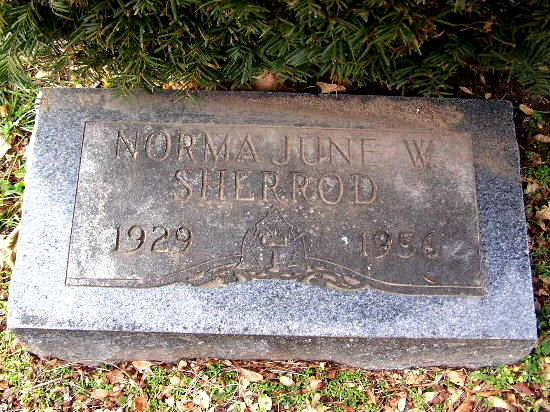 NORMA JUNE W.
SHERROD
1929 1956